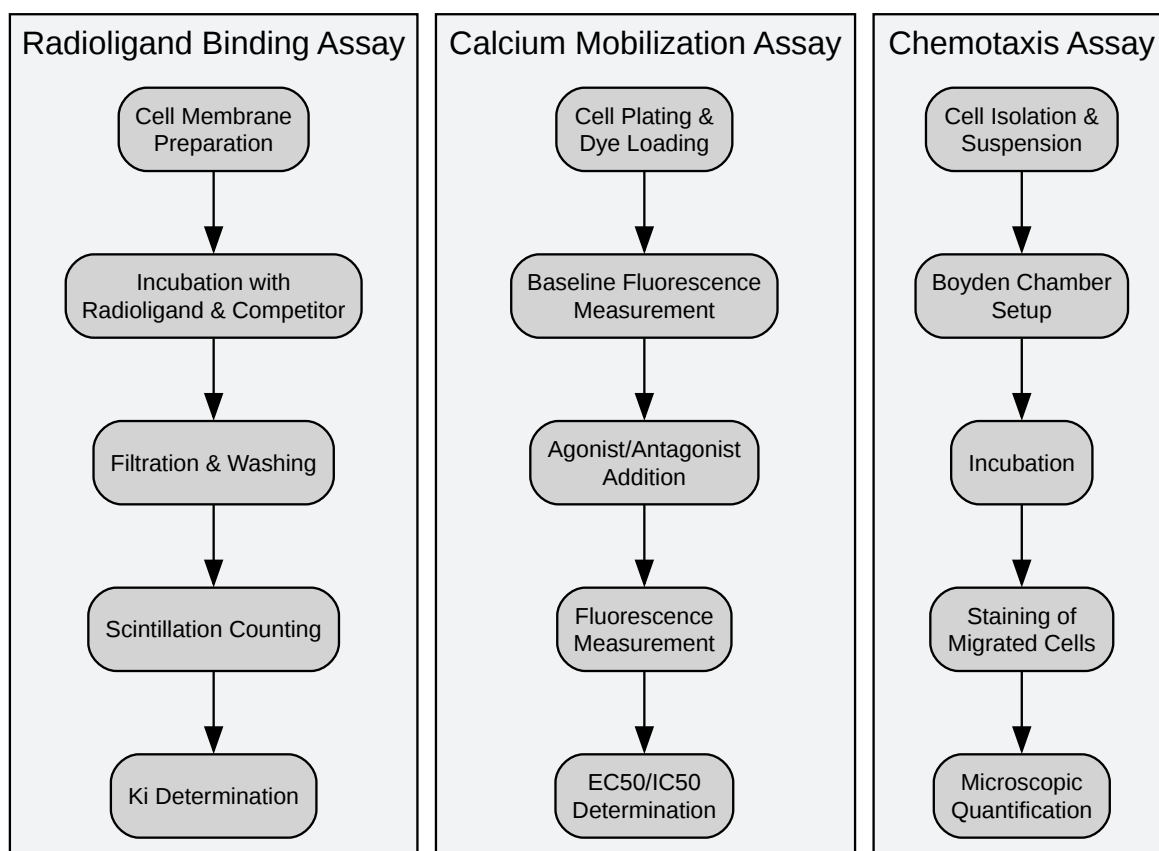 Radioligand Binding Assay
Cell Membrane
Preparation
Incubation with
Radioligand & Competitor
Filtration & Washing
Scintillation Counting
Ki Determination
Calcium Mobilization Assay
Cell Plating &
Dye Loading
Baseline Fluorescence
Measurement
Agonist/Antagonist
Addition
Fluorescence
Measurement
EC50/IC50
Determination
Chemotaxis Assay
Cell Isolation &
Suspension
Boyden Chamber
Setup
Incubation
Staining of
Migrated Cells
Microscopic
Quantification